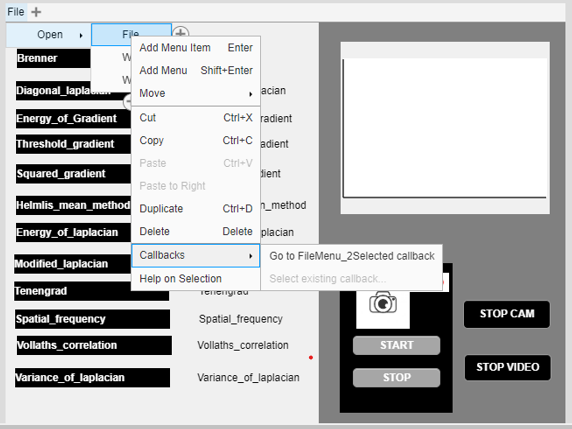 File
Open
File
W
W
Add Menu Item Enter
Add Menu Shift+Enter
Move
Cut Ctrl+X
Copy Ctrl+C
Paste Ctrl+V
Paste to Right
Duplicate Ctrl+D
Delete Delete
Callbacks
Help on Selection
Go to FileMenu_2Selected callback
Select existing callback...
Brenner
Diagonal_laplacian
acian
Energy_of_Gradient
radient
Threshold_gradient
adient
Squared_gradient
dient
Helmlis_mean_method
n_method
Energy_of_laplacian
Modified_laplacian
Tenengrad
Tenengrad
Spatial_frequency
Spatial_frequency
Vollaths_correlation
Vollaths_correlation
Variance_of_laplacian
Variance_of_laplacian
START
STOP
STOP CAM
STOP VIDEO